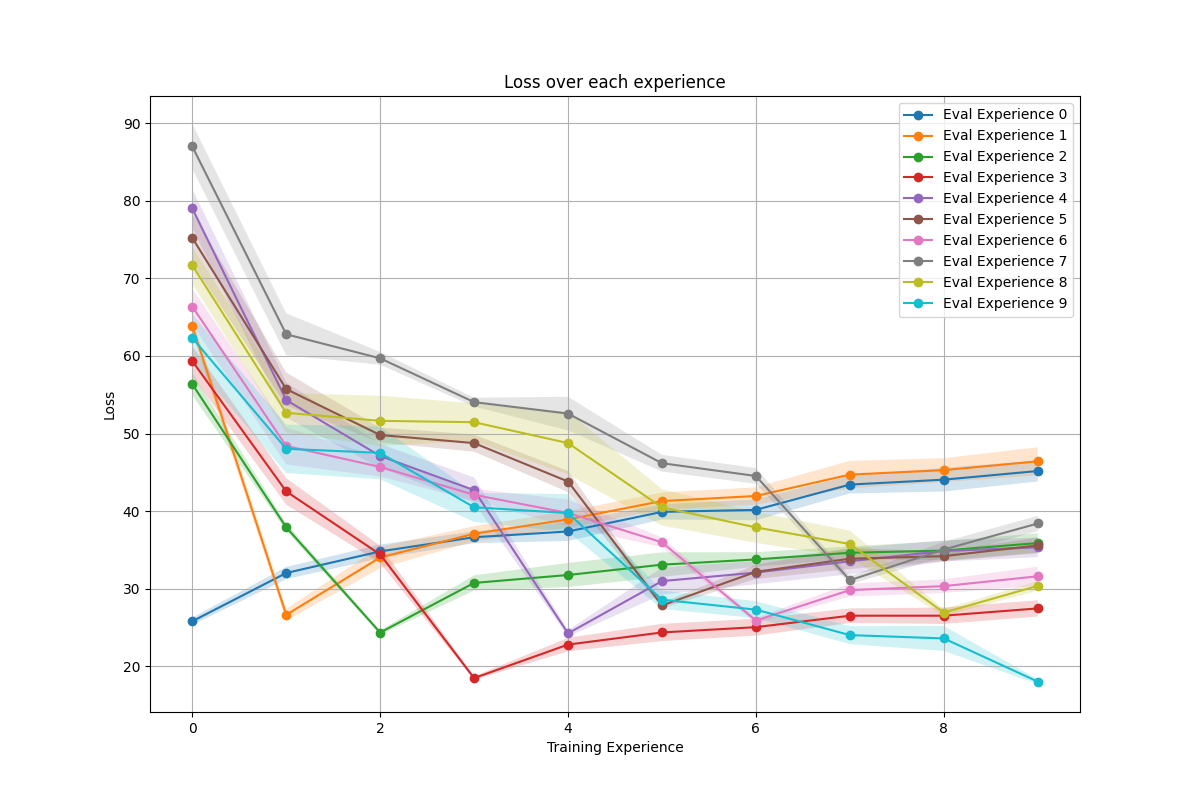 Loss over each experience
90
80
70
60
50
40
30
20
Loss
0 2 4 6 8
Training Experience
Eval Experience 0
Eval Experience 1
Eval Experience 2
Eval Experience 3
Eval Experience 4
Eval Experience 5
Eval Experience 6
Eval Experience 7
Eval Experience 8
Eval Experience 9